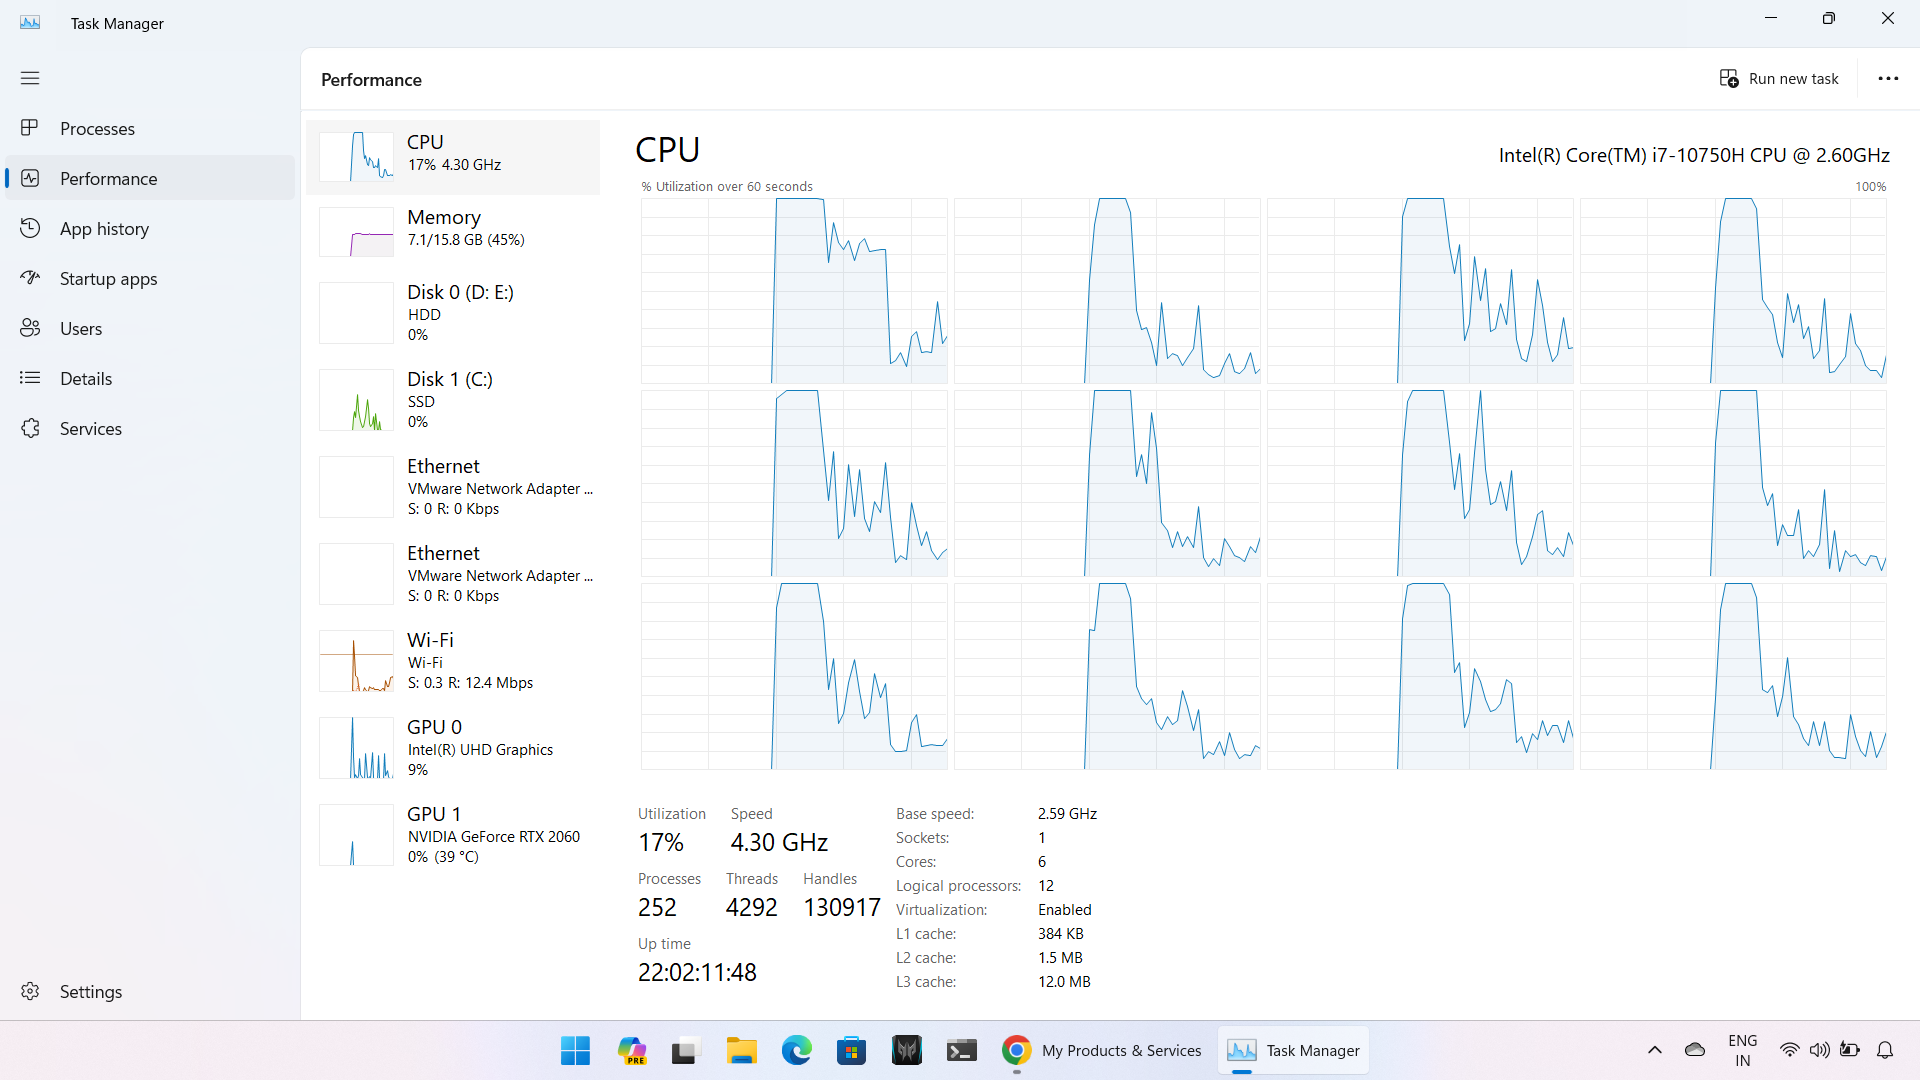 Task Manager
Performance
Run new task
Processes
Performance
App history
Startup apps
Users
Details
Services
Settings
CPU
17% 4.30 GHz
Memory
7.1/15.8 GB (45%)
Disk 0 (D: E:)
HDD
0%
Disk 1 (C:)
SSD
0%
Ethernet
VMware Network Adapter ...
S: 0 R: 0 Kbps
Ethernet
VMware Network Adapter ...
S: 0 R: 0 Kbps
Wi-Fi
Wi-Fi
S: 0.3 R: 12.4 Mbps
GPU 0
Intel(R) UHD Graphics
9%
GPU 1
NVIDIA GeForce RTX 2060
0% (39 °C)
CPU
Intel(R) Core(TM) i7-10750H CPU @ 2.60GHz
% Utilization over 60 seconds
100%
Utilization Speed
17% 4.30 GHz
Processes Threads Handles
252 4292 130917
Up time
22:02:11:48
Base speed: 2.59 GHz
Sockets: 1
Cores: 6
Logical processors: 12
Virtualization: Enabled
L1 cache: 384 KB
L2 cache: 1.5 MB
L3 cache: 12.0 MB
PRE
My Products & Services
Task Manager
ENG
IN